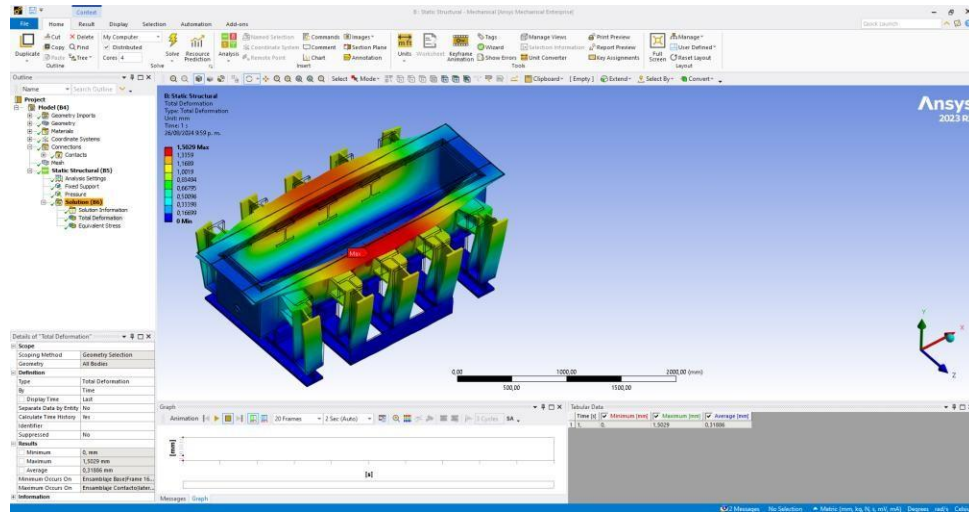 Context
B : Static Structural - Mechanical [Ansys Mechanical Enterprise]
Quick Launch
File Home Result Display Selection Automation Add-ons
Duplicate
Cut Delete
Copy Find
Paste Tree
Outline
My Computer
Distributed
Cores 4
Solve
Resource Prediction
Solve
Analysis
Named Selection
Coordinate System
Remote Point
Commands
Comment
Chart
Images
Section Plane
Annotation
Insert
Units
Worksheet
Keyframe Animation
Tags
Wizard
Show Errors
Manage Views
Selection Information
Unit Converter
Print Preview
Report Preview
Key Assignments
Tools
Full Screen
Manage
User Defined
Reset Layout
Layout
Outline
Name Search Outline
Select Mode Clipboard [Empty] Extend Select By Convert
Project
Model (B4)
Geometry Imports
Geometry
Materials
Coordinate Systems
Connections
Contacts
Mesh
Static Structural (B5)
Analysis Settings
Fixed Support
Pressure
Solution (B6)
Solution Information
Total Deformation
Equivalent Stress
B: Static Structural
Total Deformation
Type: Total Deformation
Unit: mm
Time: 1 s
26/08/2024 9:59 p. m.
1,5029 Max
1,3359
1,1689
1,0019
0,83494
0,66795
0,50096
0,33398
0,16699
0 Min
Max
Ansys
2023 R
0,00 1000,00 2000,00 (mm)
500,00 1500,00
Y
X
Z
Details of "Total Deformation"
Scope
Scoping Method Geometry Selection
Geometry All Bodies
Definition
Type Total Deformation
By Time
Display Time Last
Separate Data by Entity No
Calculate Time History Yes
Identifier
Suppressed No
Results
Minimum 0, mm
Maximum 1,5029 mm
Average 0,31886 mm
Minimum Occurs On Ensamblaje Base|Frame 16...
Maximum Occurs On
Information
Graph
Animation 20 Frames 2 Sec (Auto) 3 Cycles
[mm]
[s]
Messages Graph
Tabular Data
Time [s] Minimum [mm] Maximum [mm] Average [mm]
1 1, 0, 1,5029 0,31886
2 Messages No Selection Metric (mm, kg, N, s, mV, mA) Degrees rad/s Celsi